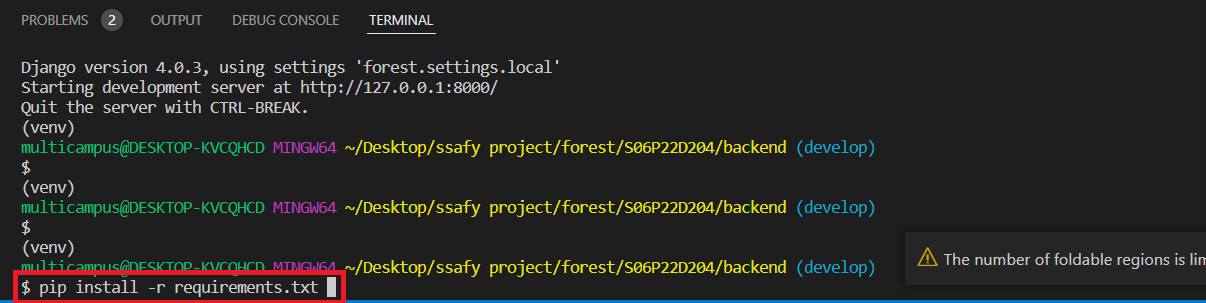 PROBLEMS 2 OUTPUT DEBUG CONSOLE TERMINAL
Django version 4.0.3, using settings 'forest.settings.local'
Starting development server at http://127.0.0.1:8000/
Quit the server with CTRL-BREAK.
(venv)
multicampus@DESKTOP-KVCQHCD MINGW64 ~/Desktop/ssafy project/forest/S06P22D204/backend (develop)
$
(venv)
multicampus@DESKTOP-KVCQHCD MINGW64 ~/Desktop/ssafy project/forest/S06P22D204/backend (develop)
$
(venv)
multicampus@DESKTOP-KVCQHCD MINGW64 ~/Desktop/ssafy project/forest/S06P22D204/backend (develop)
$ pip install -r requirements.txt
The number of foldable regions is lim